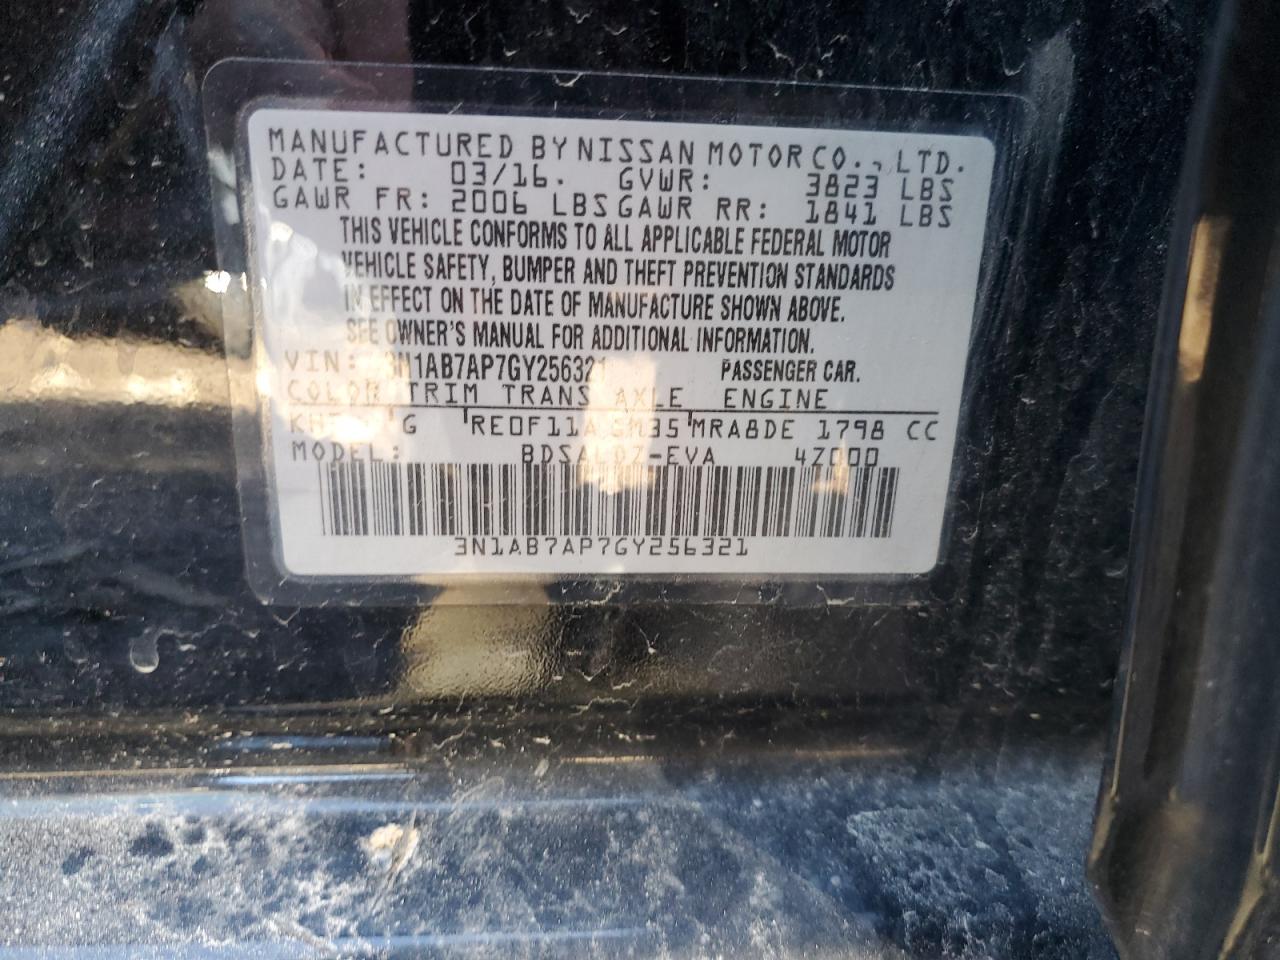 MANUFACTURED BY NISSAN MOTOR CO., LTD.
DATE: 03/16. GVWR: 3823 LBS
GAWR FR: 2006 LBS GAWR RR: 1841 LBS
THIS VEHICLE CONFORMS TO ALL APPLICABLE FEDERAL MOTOR
VEHICLE SAFETY, BUMPER AND THEFT PREVENTION STANDARDS
IN EFFECT ON THE DATE OF MANUFACTURE SHOWN ABOVE.
SEE OWNER'S MANUAL FOR ADDITIONAL INFORMATION.
VIN: 3N1AB7AP7GY256321 PASSENGER CAR.
COLOR TRIM TRANS AXLE ENGINE
G RE0F11A GM35 MRA8DE 1798 CC
MODEL: 47000
3N1AB7AP7GY256321